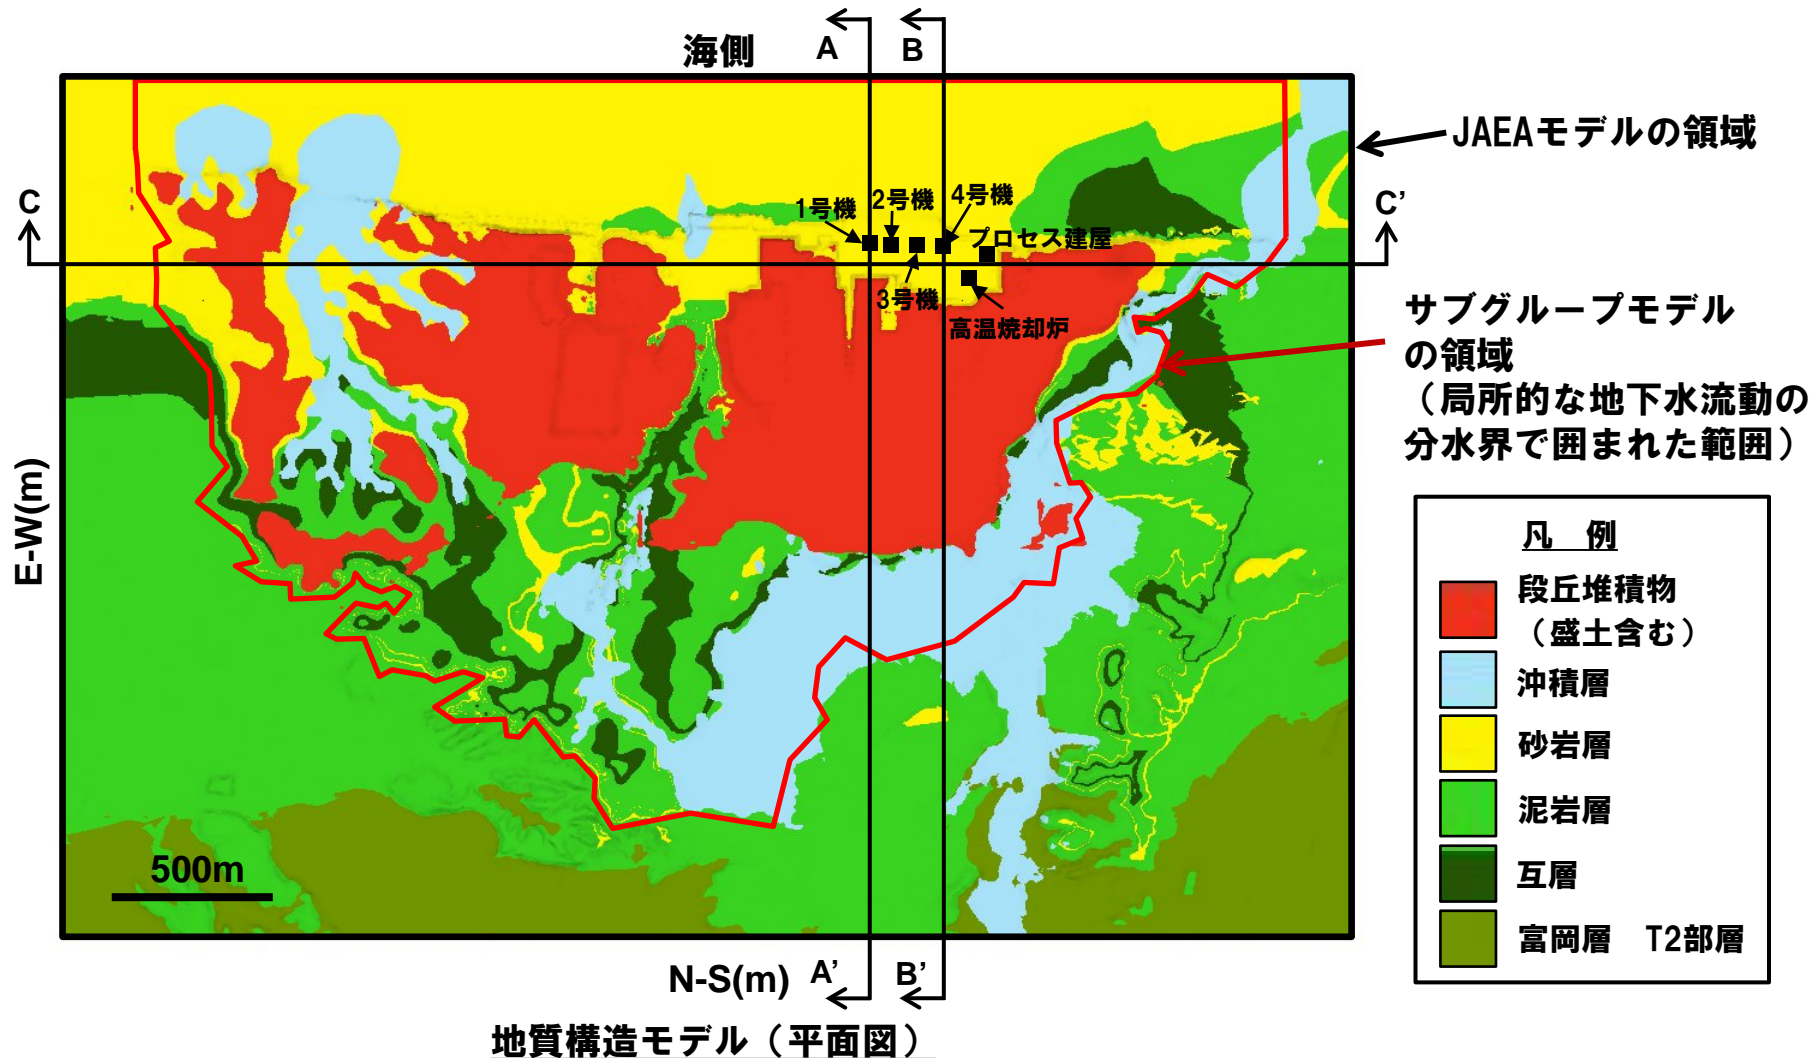 海側
A
B
JAEAモデルの領域
C
C’
1号機
2号機
4号機
プロセス建屋
3号機
高温焼却炉
サブグループモデル
の領域
（局所的な地下水流動の
分水界で囲まれた範囲）
E-W(m)
凡　例
段丘堆積物
（盛土含む）
沖積層
砂岩層
泥岩層
互層
富岡層　T2部層
500m
N-S(m)
A’
B’
地質構造モデル（平面図）